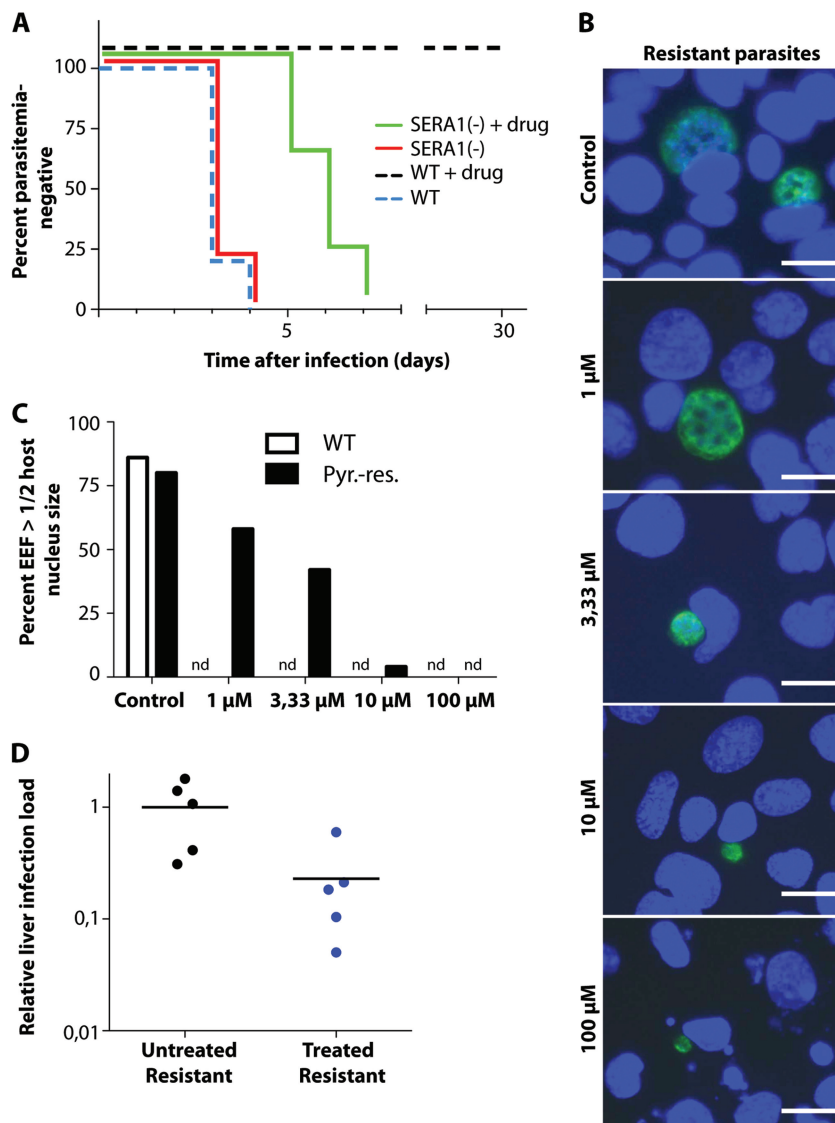 A
Percent parasitemia-
negative
100
75
50
25
0
5
30
Time after infection (days)
SERA1(-) + drug
SERA1(-)
WT + drug
WT
B
Resistant parasites
Control
1 µM
3,33 µM
10 µM
100 µM
C
Percent EEF > 1/2 host
nucleus size
100
75
50
25
0
WT
Pyr.-res.
nd
nd
nd
nd
nd
Control
1 µM
3,33 µM
10 µM
100 µM
D
Relative liver infection load
1
0,1
0,01
Untreated
Resistant
Treated
Resistant